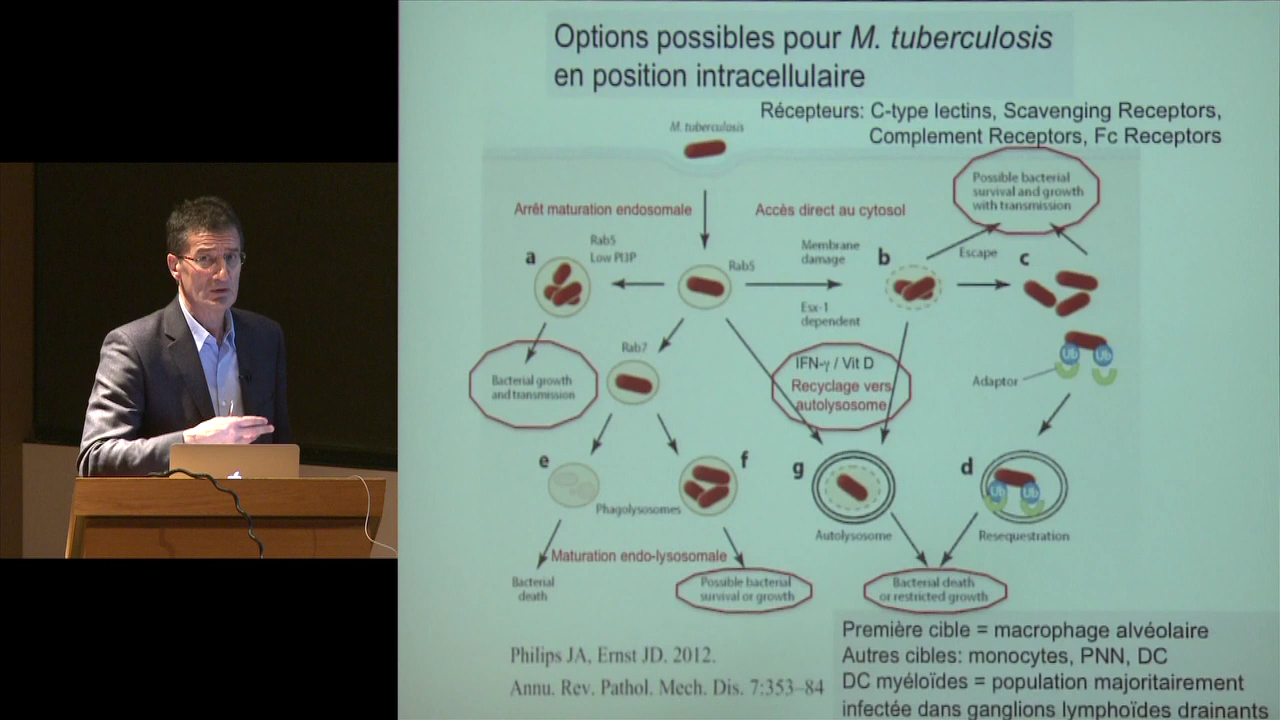 Options possibles pour M. tuberculosis
en position intracellulaire
Récepteurs: C-type lectins, Scavenging Receptors,
Complement Receptors, Fc Receptors
M. tuberculosis
Possible bacterial
survival and growth
with transmission
Arrêt maturation endosomale
Accès direct au cytosol
a
Rab5
Low PI3P
Rab5
Membrane
damage
b
Escape
c
Esx-1
dependent
Rab7
Ub
Ub
Bacterial growth
and transmission
IFN-γ / Vit D
Recyclage vers
autolysosome
Adaptor
e
f
g
d
Ub
Ub
Phagolysosomes
Autolysosome
Resequestration
Maturation endo-lysosomale
Bacterial
death
Possible bacterial
survival or growth
Bacterial death
or restricted growth
Philips JA, Ernst JD. 2012.
Annu. Rev. Pathol. Mech. Dis. 7:353–84
Première cible = macrophage alvéolaire
Autres cibles: monocytes, PNN, DC
DC myéloïdes = population majoritairement
infectée dans ganglions lymphoïdes drainants